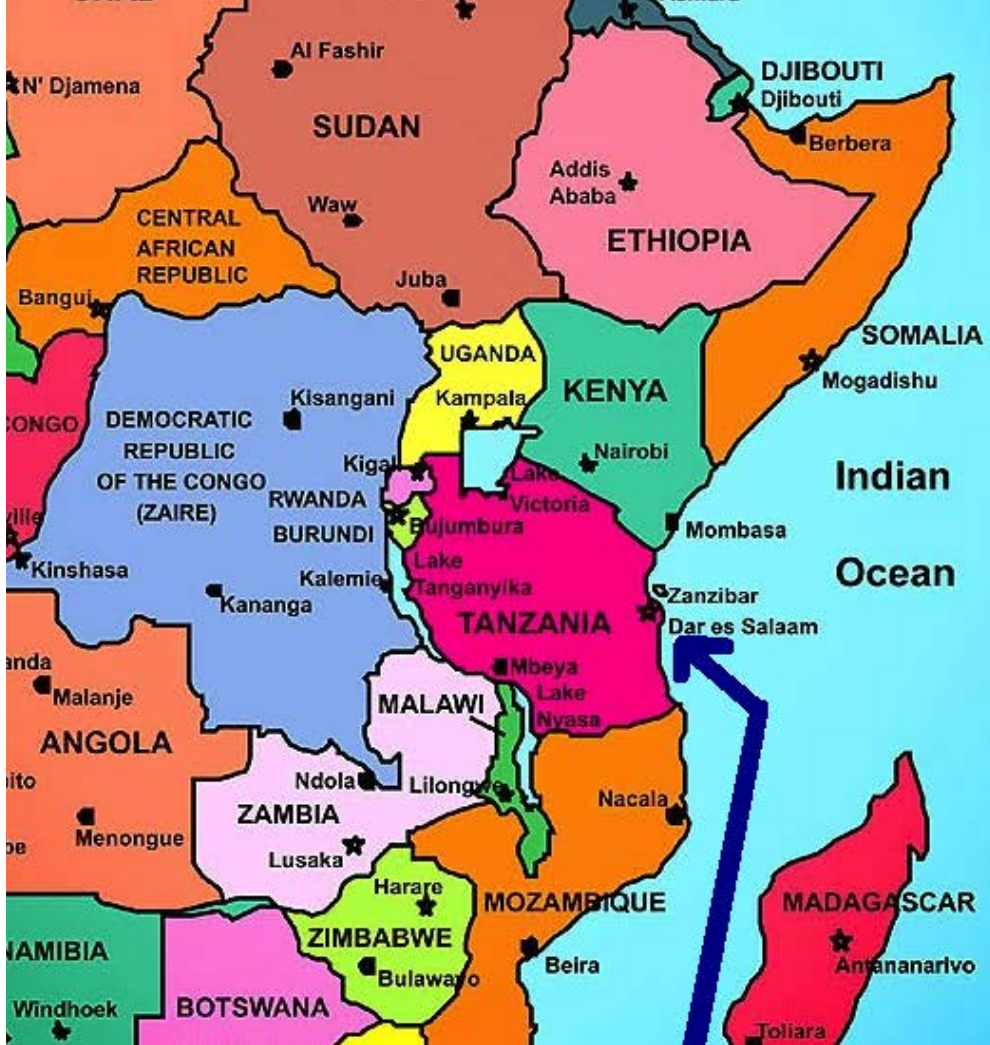 Al Fashir
DJIBOUTI
Djibouti
N' Djamena
SUDAN
Berbera
Addis
Ababa
Waw
CENTRAL
AFRICAN
REPUBLIC
ETHIOPIA
Juba
Bangui
SOMALIA
UGANDA
Mogadishu
KENYA
Kisangani
Kampala
DEMOCRATIC
REPUBLIC
OF THE CONGO
(ZAIRE)
CONGO
Nairobi
Kigali
Lake
Victoria
Indian
Ocean
RWANDA
BURUNDI
Bujumbura
Mombasa
ville
Kinshasa
Lake
Tanganyika
Kalemie
Kananga
Zanzibar
TANZANIA
Dar es Salaam
anda
Malanje
Mbeya
Lake
Nyasa
MALAWI
ANGOLA
Ndola
Lilongwe
Nacala
ZAMBIA
Menongue
Lusaka
Harare
MOZAMBIQUE
MADAGASCAR
ZIMBABWE
NAMIBIA
Beira
Antananarivo
Bulawayo
Windhoek
BOTSWANA
Toliara